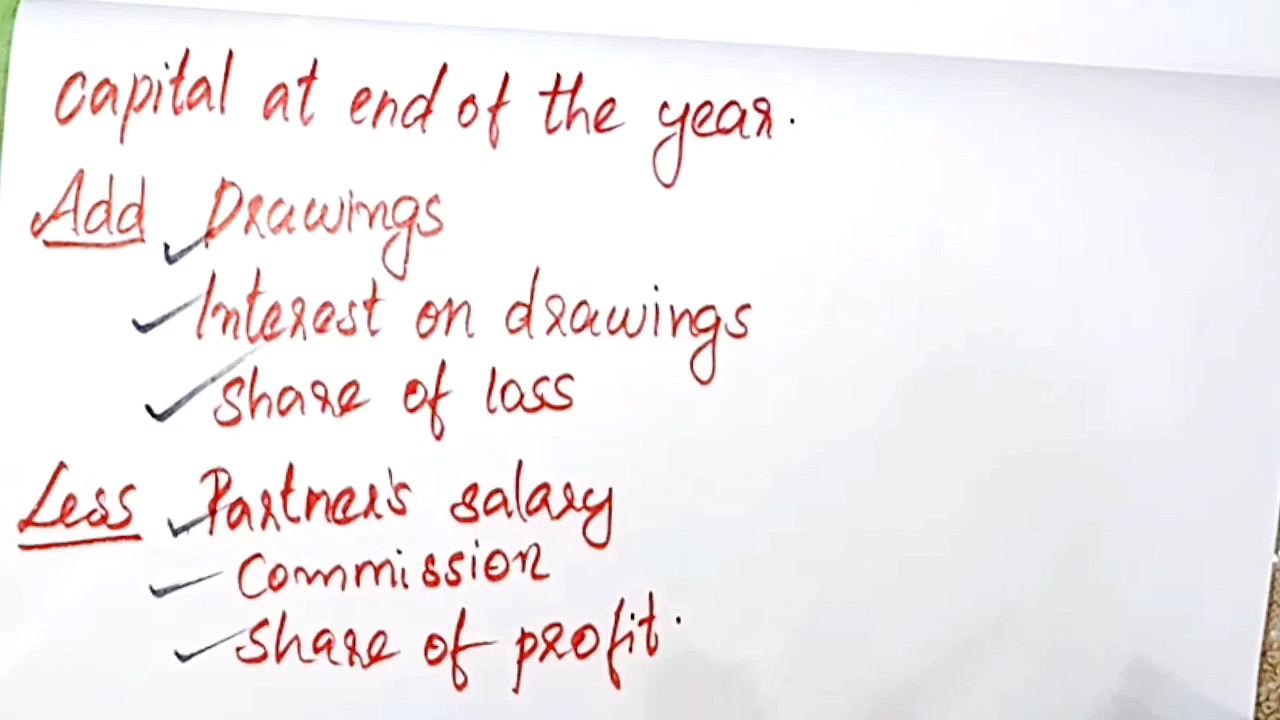 Capital at end of the year.
Add Drawings
Interest on drawings
Share of loss
Less Partner's salary
Commission
Share of profit.